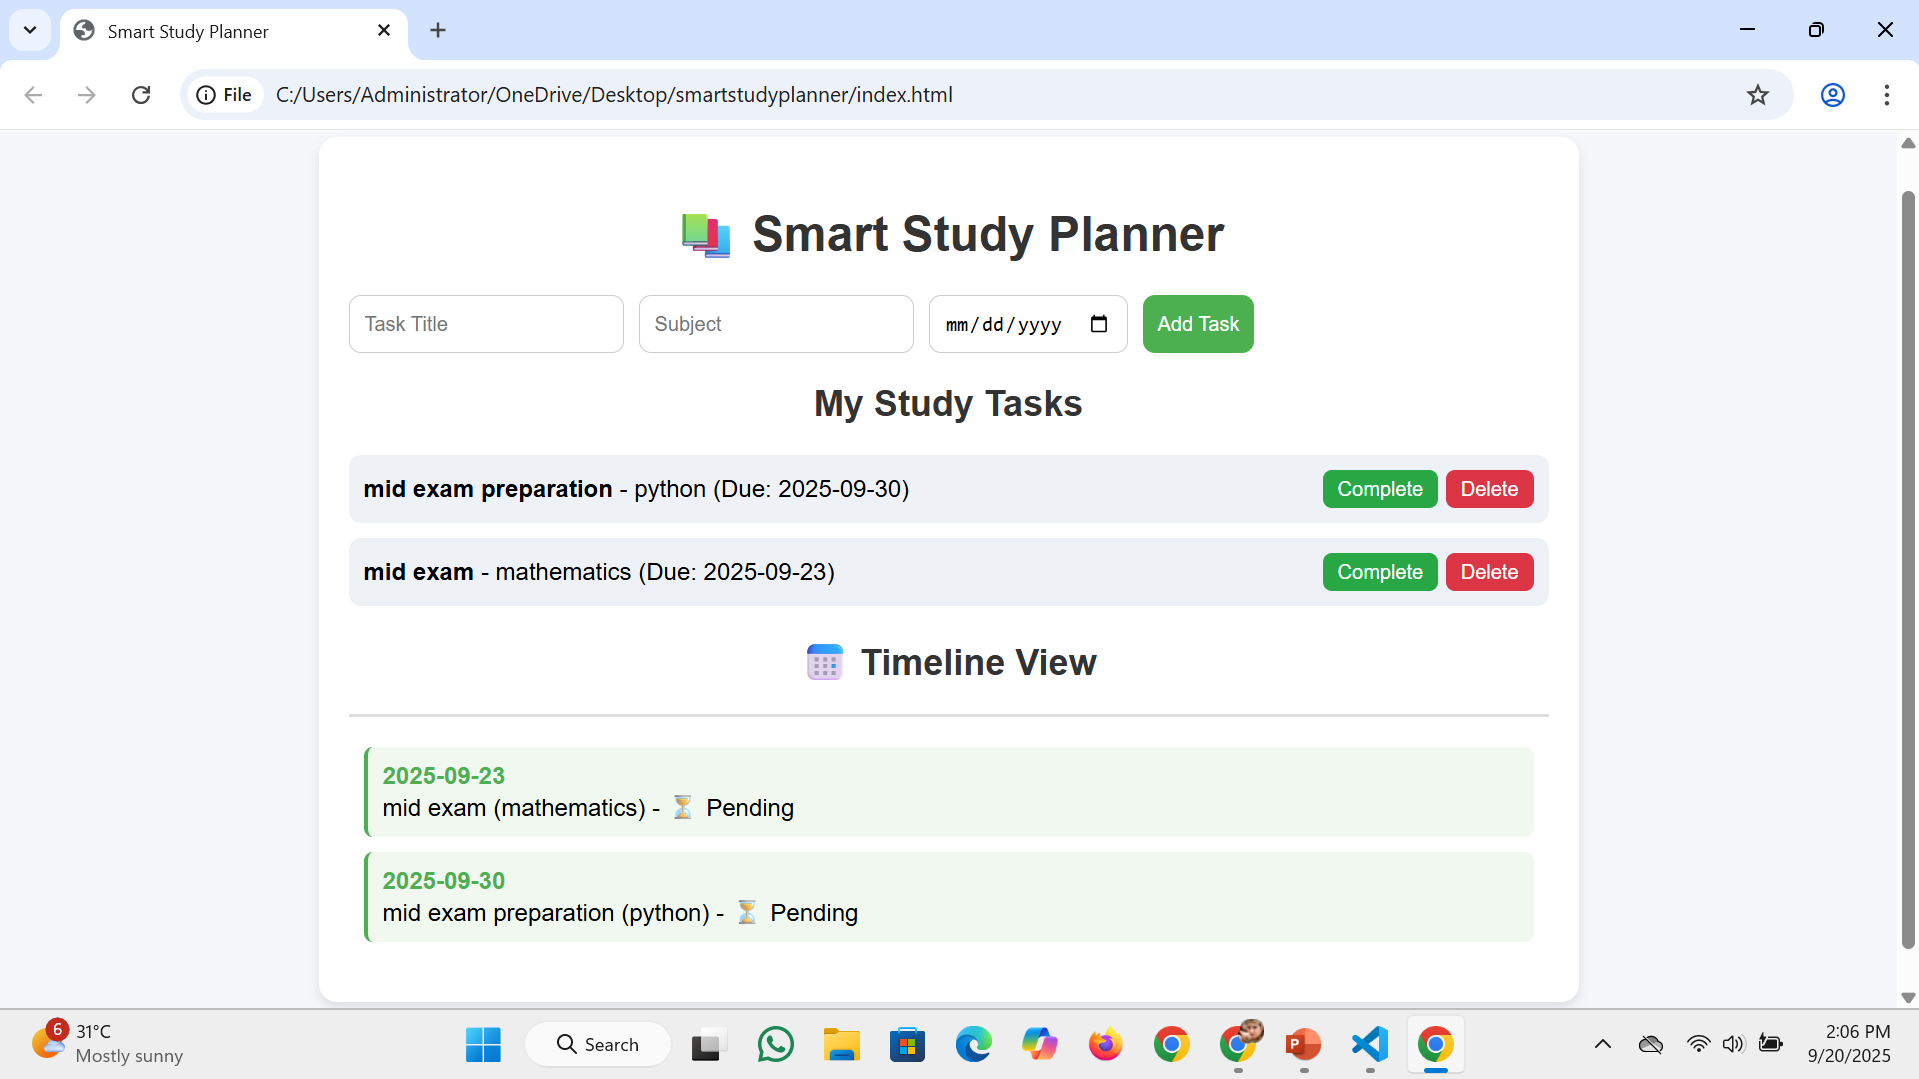 Smart Study Planner
File
C:/Users/Administrator/OneDrive/Desktop/smartstudyplanner/index.html
Smart Study Planner
Task Title
Subject
mm/dd/yyyy
Add Task
My Study Tasks
mid exam preparation - python (Due: 2025-09-30)
Complete
Delete
mid exam - mathematics (Due: 2025-09-23)
Complete
Delete
Timeline View
2025-09-23
mid exam (mathematics) - ⏳ Pending
2025-09-30
mid exam preparation (python) - ⏳ Pending
6
31°C
Mostly sunny
Search
P
2:06 PM
9/20/2025